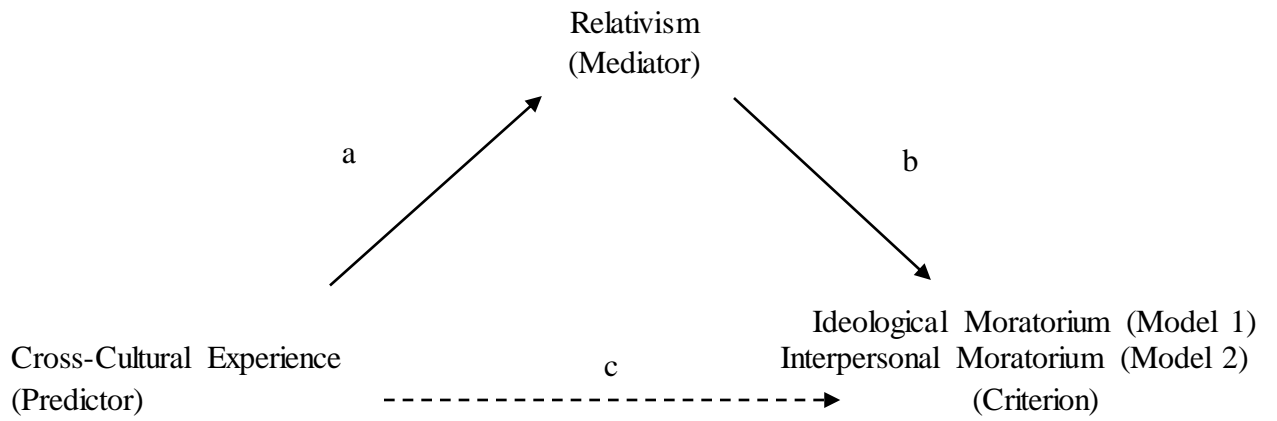 Relativism
(Mediator)
a
b
Ideological Moratorium (Model 1)
Cross-Cultural Experience
Interpersonal Moratorium (Model 2)
c
(Predictor)
(Criterion)